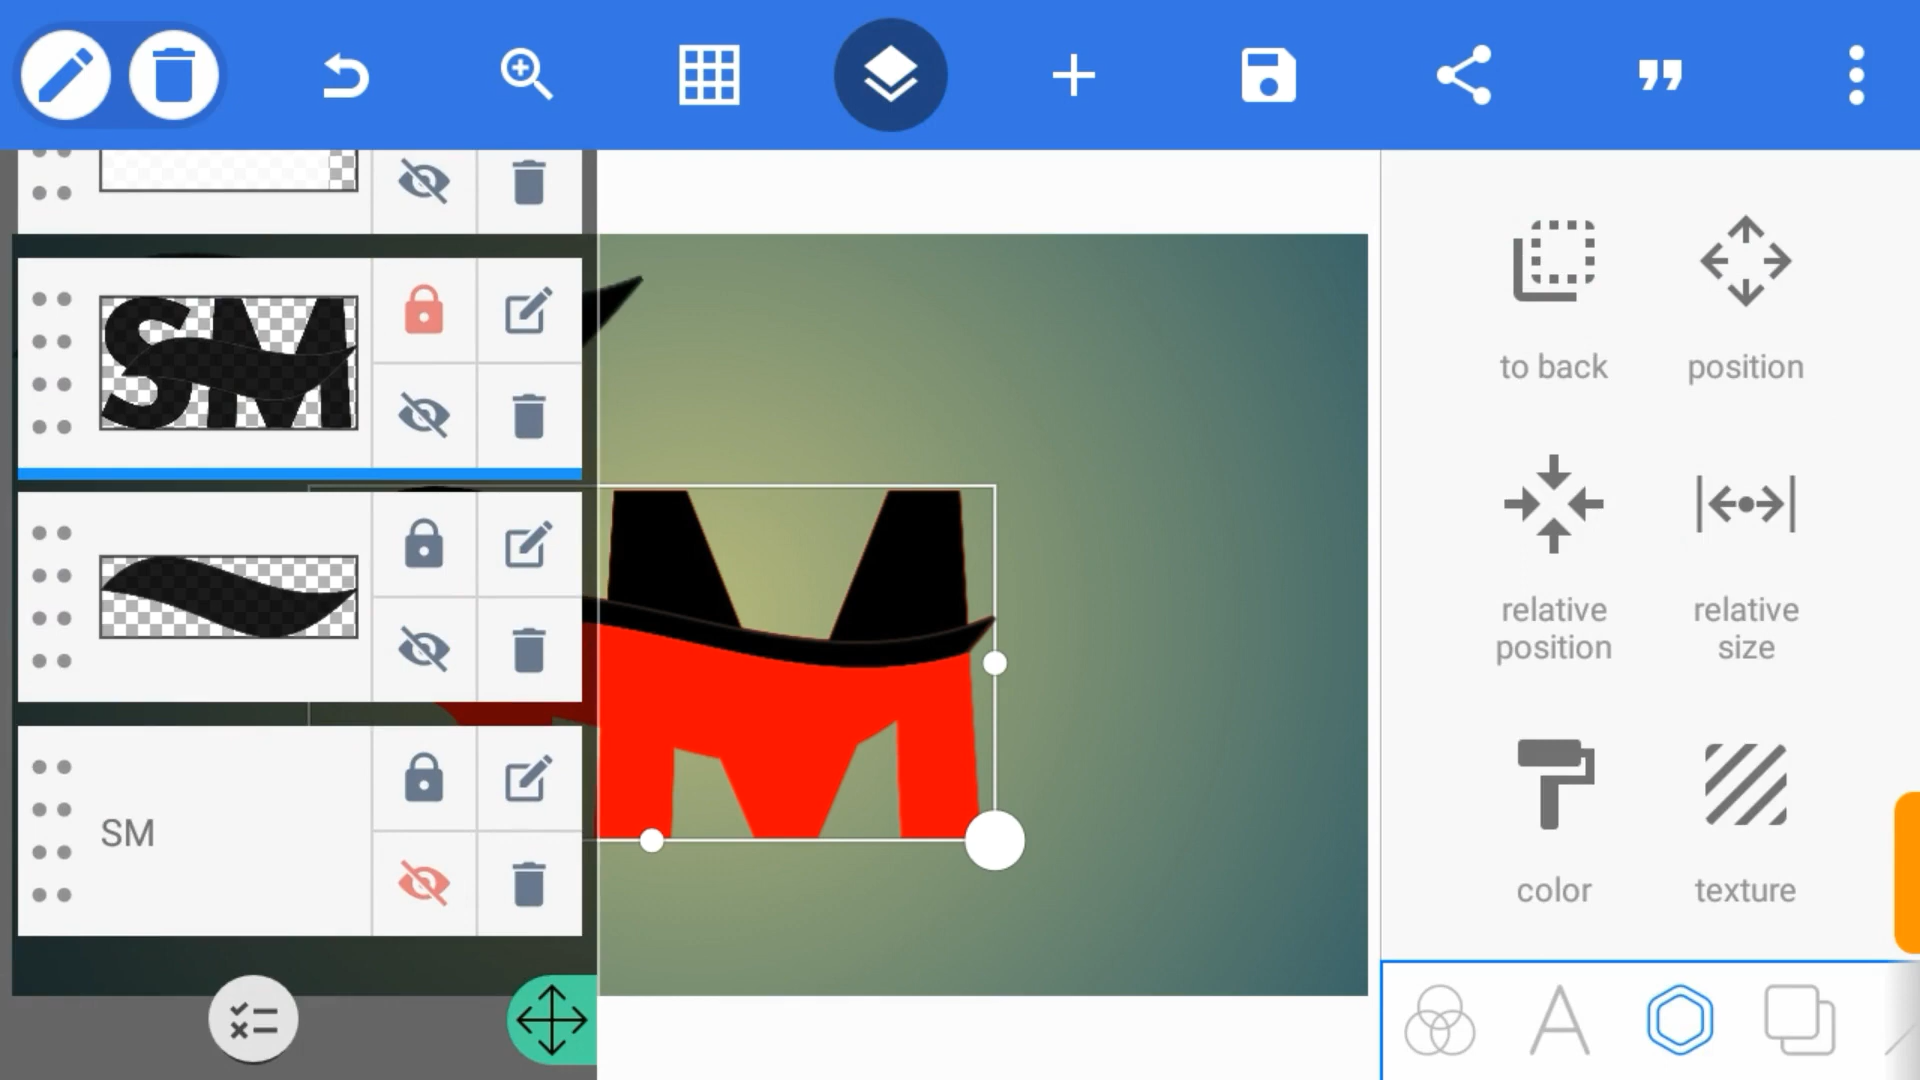 to back
position
SM
relative
position
relative
size
SM
color
texture